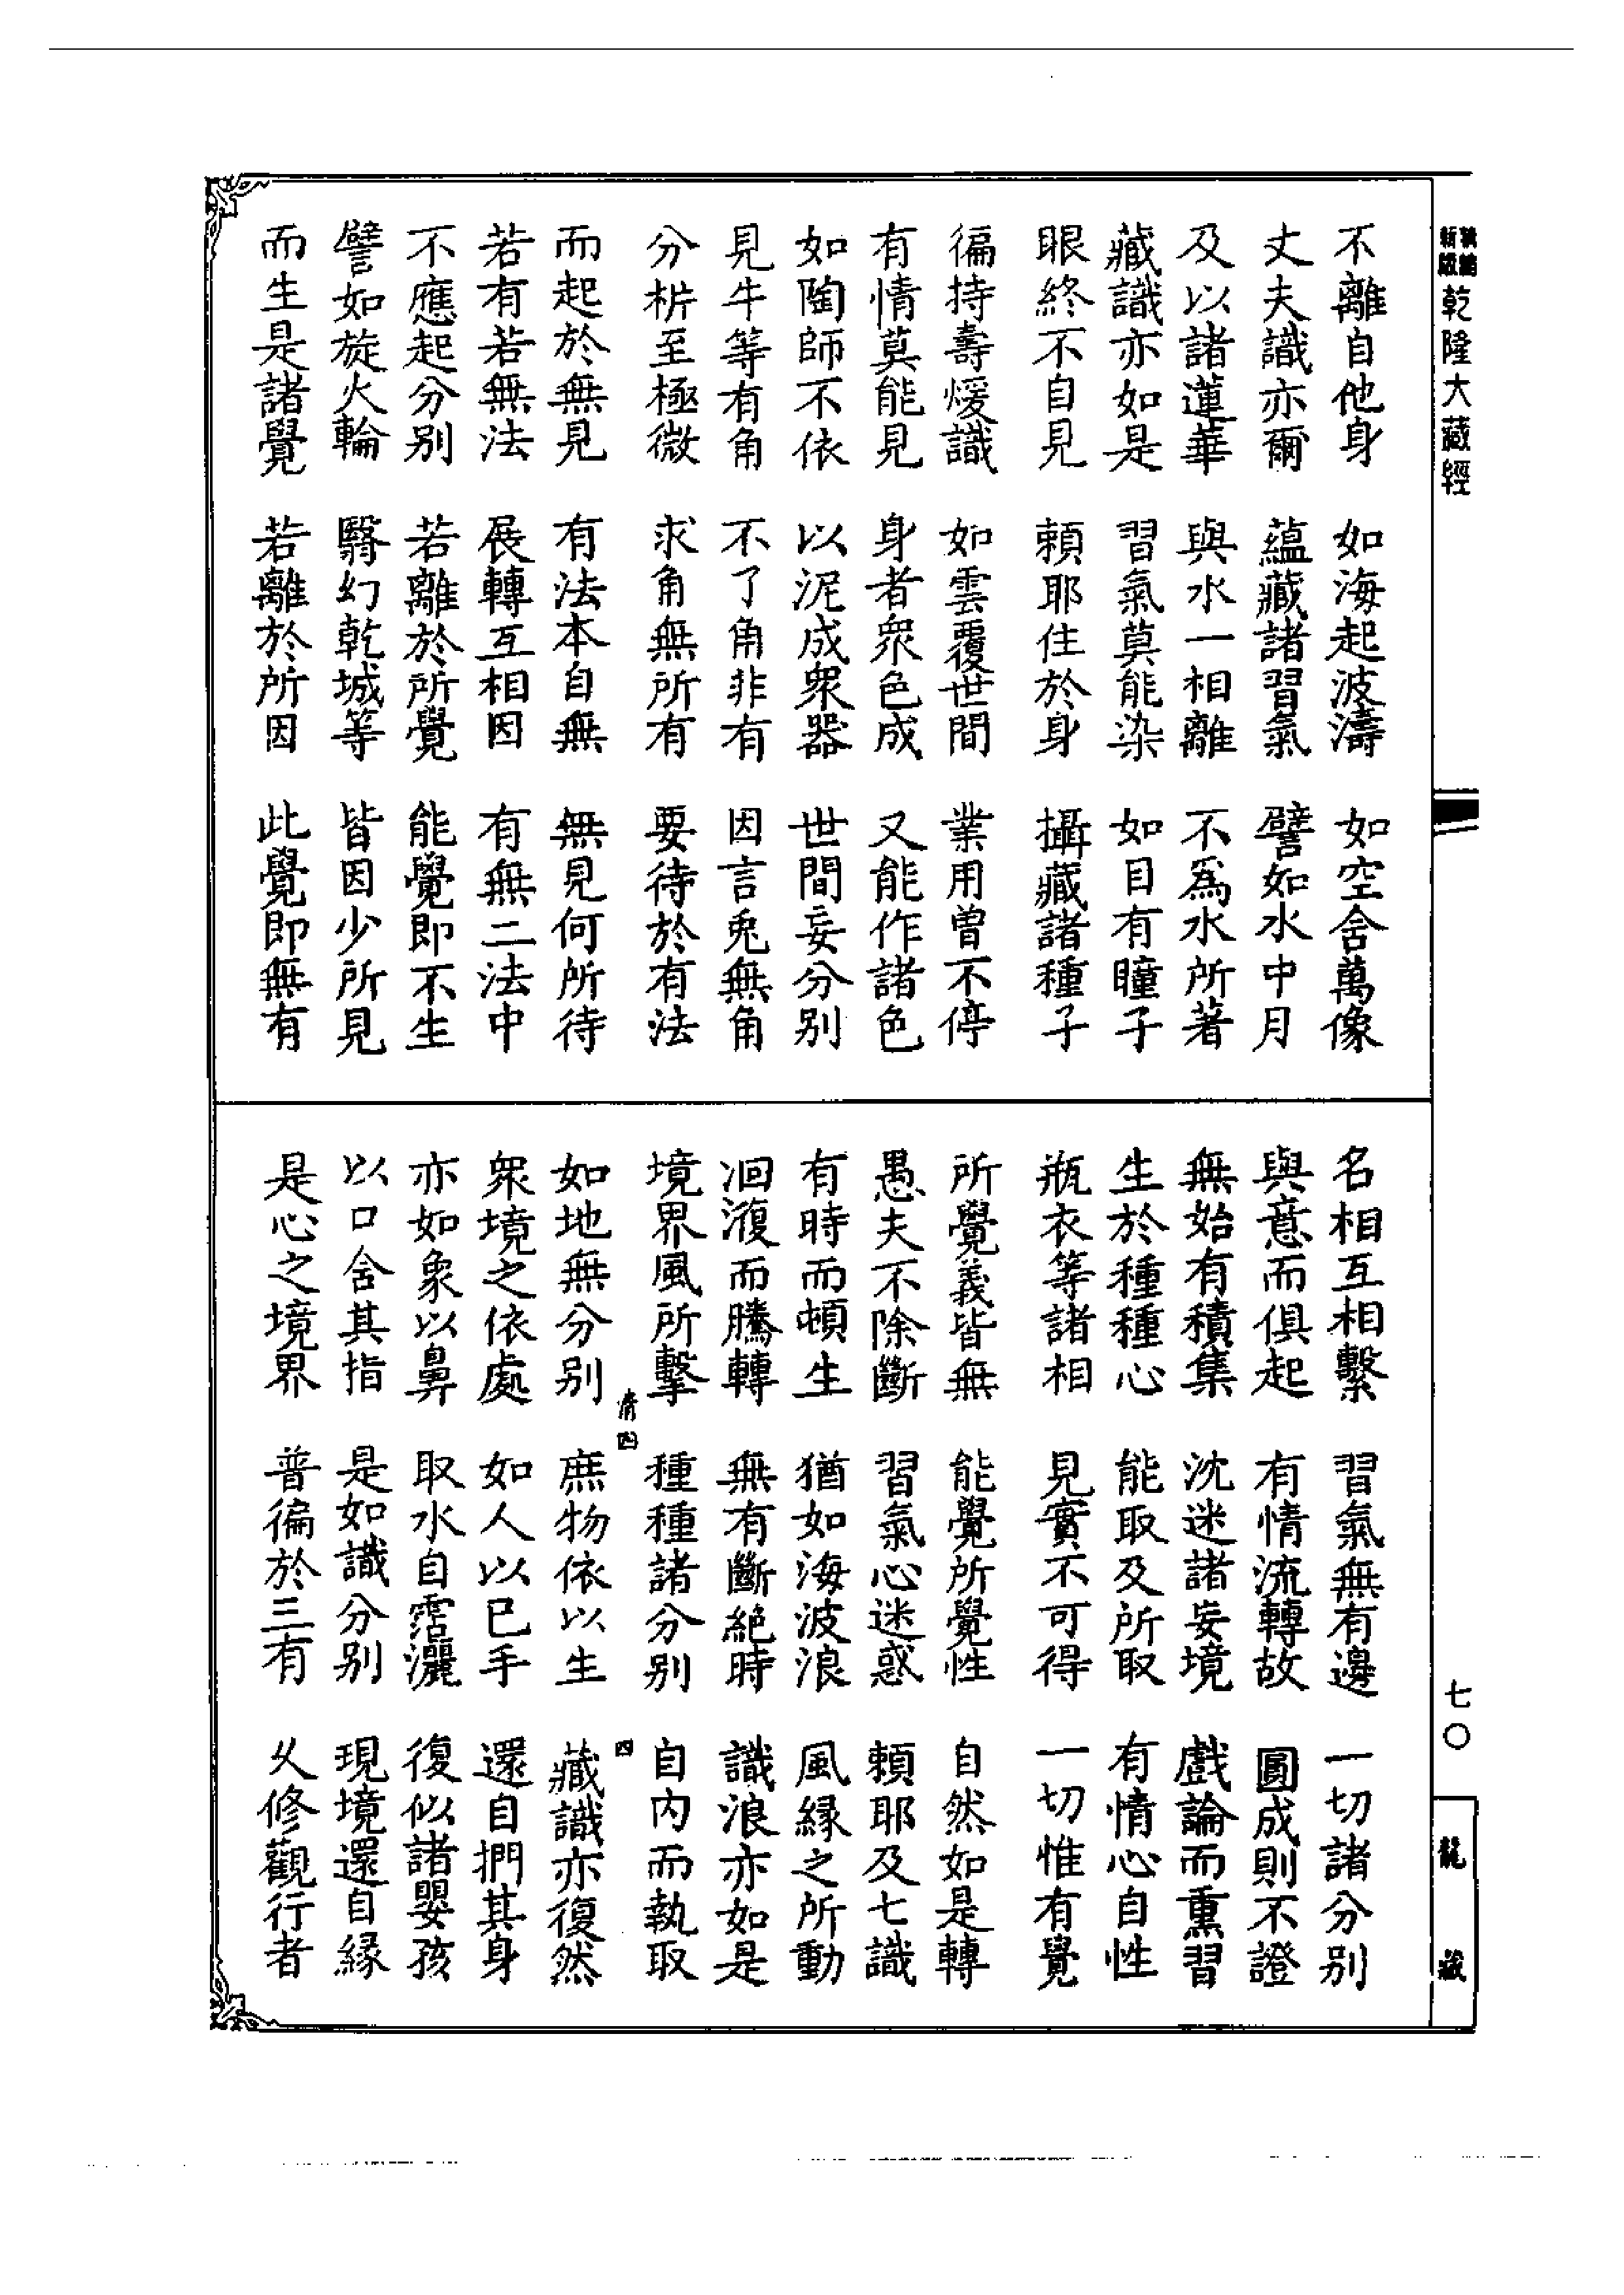 乾隆大藏經
不離自他身　如海起波濤　如空含萬像
丈夫識亦爾　蘊藏諸習氣　譬如水中月
及以諸蓮華　與水一相離　不為水所著
藏識亦如是　習氣莫能染　如目有瞳子
眼終不自見　賴耶住於身　攝藏諸種子
徧持壽煖識　如雲覆世間　業用曾不停
有情莫能見　身者衆色成　又能作諸色
如陶師不依　以泥成衆器　世間妄分別
見牛等有角　不了角非有　因言兎無角
分析至極微　求角無所有　要待於有法
而起於無見　有法本自無　無見何所待
若有若無法　展轉互相因　有無二法中
不應起分別　若離於所覺　能覺即不生
譬如旋火輪　翳幻乾城等　皆因少所見
而生是諸覺　若離於所因　此覺即無有
名相互相繫　習氣無有邊　一切諸分別
與意而俱起　有情流轉故　圓成則不證
無始有積集　沈迷諸妄境　戲論而熏習
生於種種心　能取及所取　有情心自性
瓶衣等諸相　見實不可得　一切惟有覺
所覺義皆無　能覺所覺性　自然如是轉
愚夫不除斷　習氣心迷惑　賴耶及七識
有時而頓生　猶如海波浪　風緣之所動
洄澓而騰轉　無有斷絕時　識浪亦如是
境界風所擊　種種諸分別　自內而執取
四
如地無分別　庶物依以生　藏識亦復然
衆境之依處　如人以已手　還自捫其身
亦如象以鼻　取水自霑灑　復似諸嬰孩
以口含其指　是如識分別　現境還自緣
是心之境界　普徧於三有　乆修觀行者
七〇
龍藏